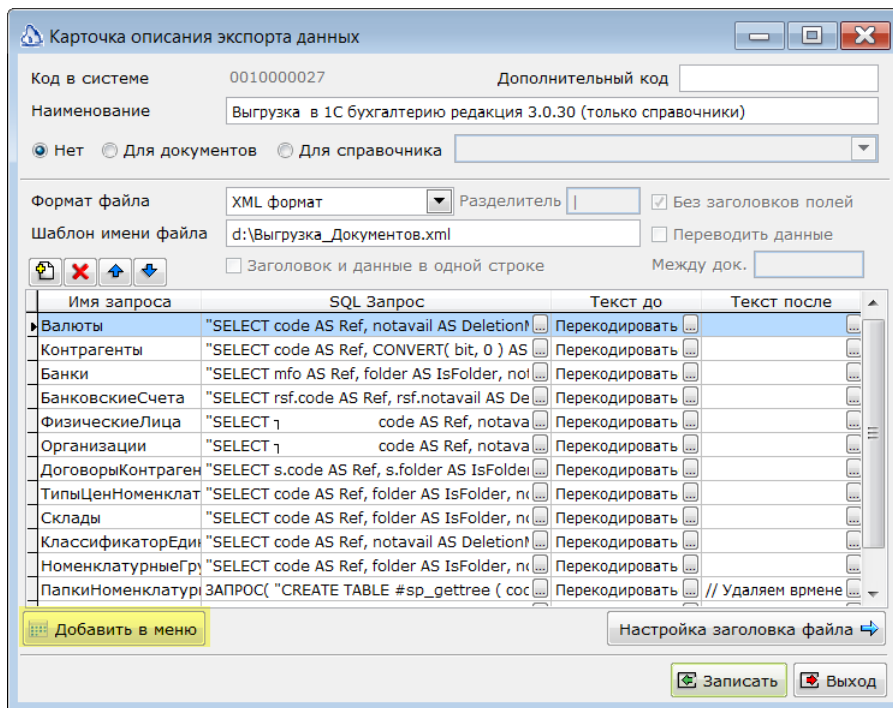 Карточка описания экспорта данных
Код в системе 0010000027 Дополнительный код
Наименование Выгрузка в 1С бухгалтерию редакция 3.0.30 (только справочники)
Нет Для документов Для справочника
Формат файла XML формат Разделитель | Без заголовков полей
Шаблон имени файла d:\Выгрузка_Документов.xml Переводить данные
Заголовок и данные в одной строке Между док.
Имя запроса SQL Запрос Текст до Текст после
Валюты "SELECT code AS Ref, notavail AS Deletion ... Перекодировать ... ...
Контрагенты "SELECT code AS Ref, CONVERT( bit, 0 ) AS ... Перекодировать ... ...
Банки "SELECT mfo AS Ref, folder AS IsFolder, not ... Перекодировать ... ...
БанковскиеСчета "SELECT rsf.code AS Ref, rsf.notavail AS De ... Перекодировать ... ...
ФизическиеЛица "SELECT ┐ code AS Ref, notava ... Перекодировать ... ...
Организации "SELECT ┐ code AS Ref, notava ... Перекодировать ... ...
ДоговорыКонтраген "SELECT s.code AS Ref, s.folder AS IsFolde ... Перекодировать ... ...
ТипыЦенНоменклат "SELECT code AS Ref, folder AS IsFolder, no ... Перекодировать ... ...
Склады "SELECT code AS Ref, folder AS IsFolder, no ... Перекодировать ... ...
КлассификаторЕди "SELECT code AS Ref, notavail AS Deletion ... Перекодировать ... ...
НоменклатурныеГру "SELECT code AS Ref, folder AS IsFolder, no ... Перекодировать ... ...
ПапкиНоменклатур ЗАПРОС( "CREATE TABLE #sp_gettree ( coc ... Перекодировать ... // Удаляем врмене ...
Добавить в меню Настройка заголовка файла
Записать Выход